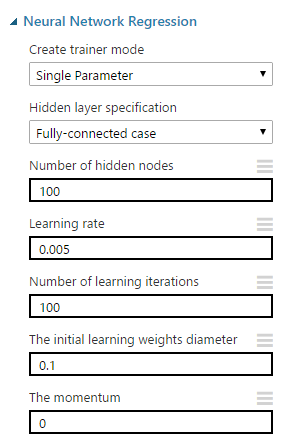 Neural Network Regression
Create trainer mode
Single Parameter
Hidden layer specification
Fully-connected case
Number of hidden nodes
100
Learning rate
0.005
Number of learning iterations
100
The initial learning weights diameter
0.1
The momentum
0